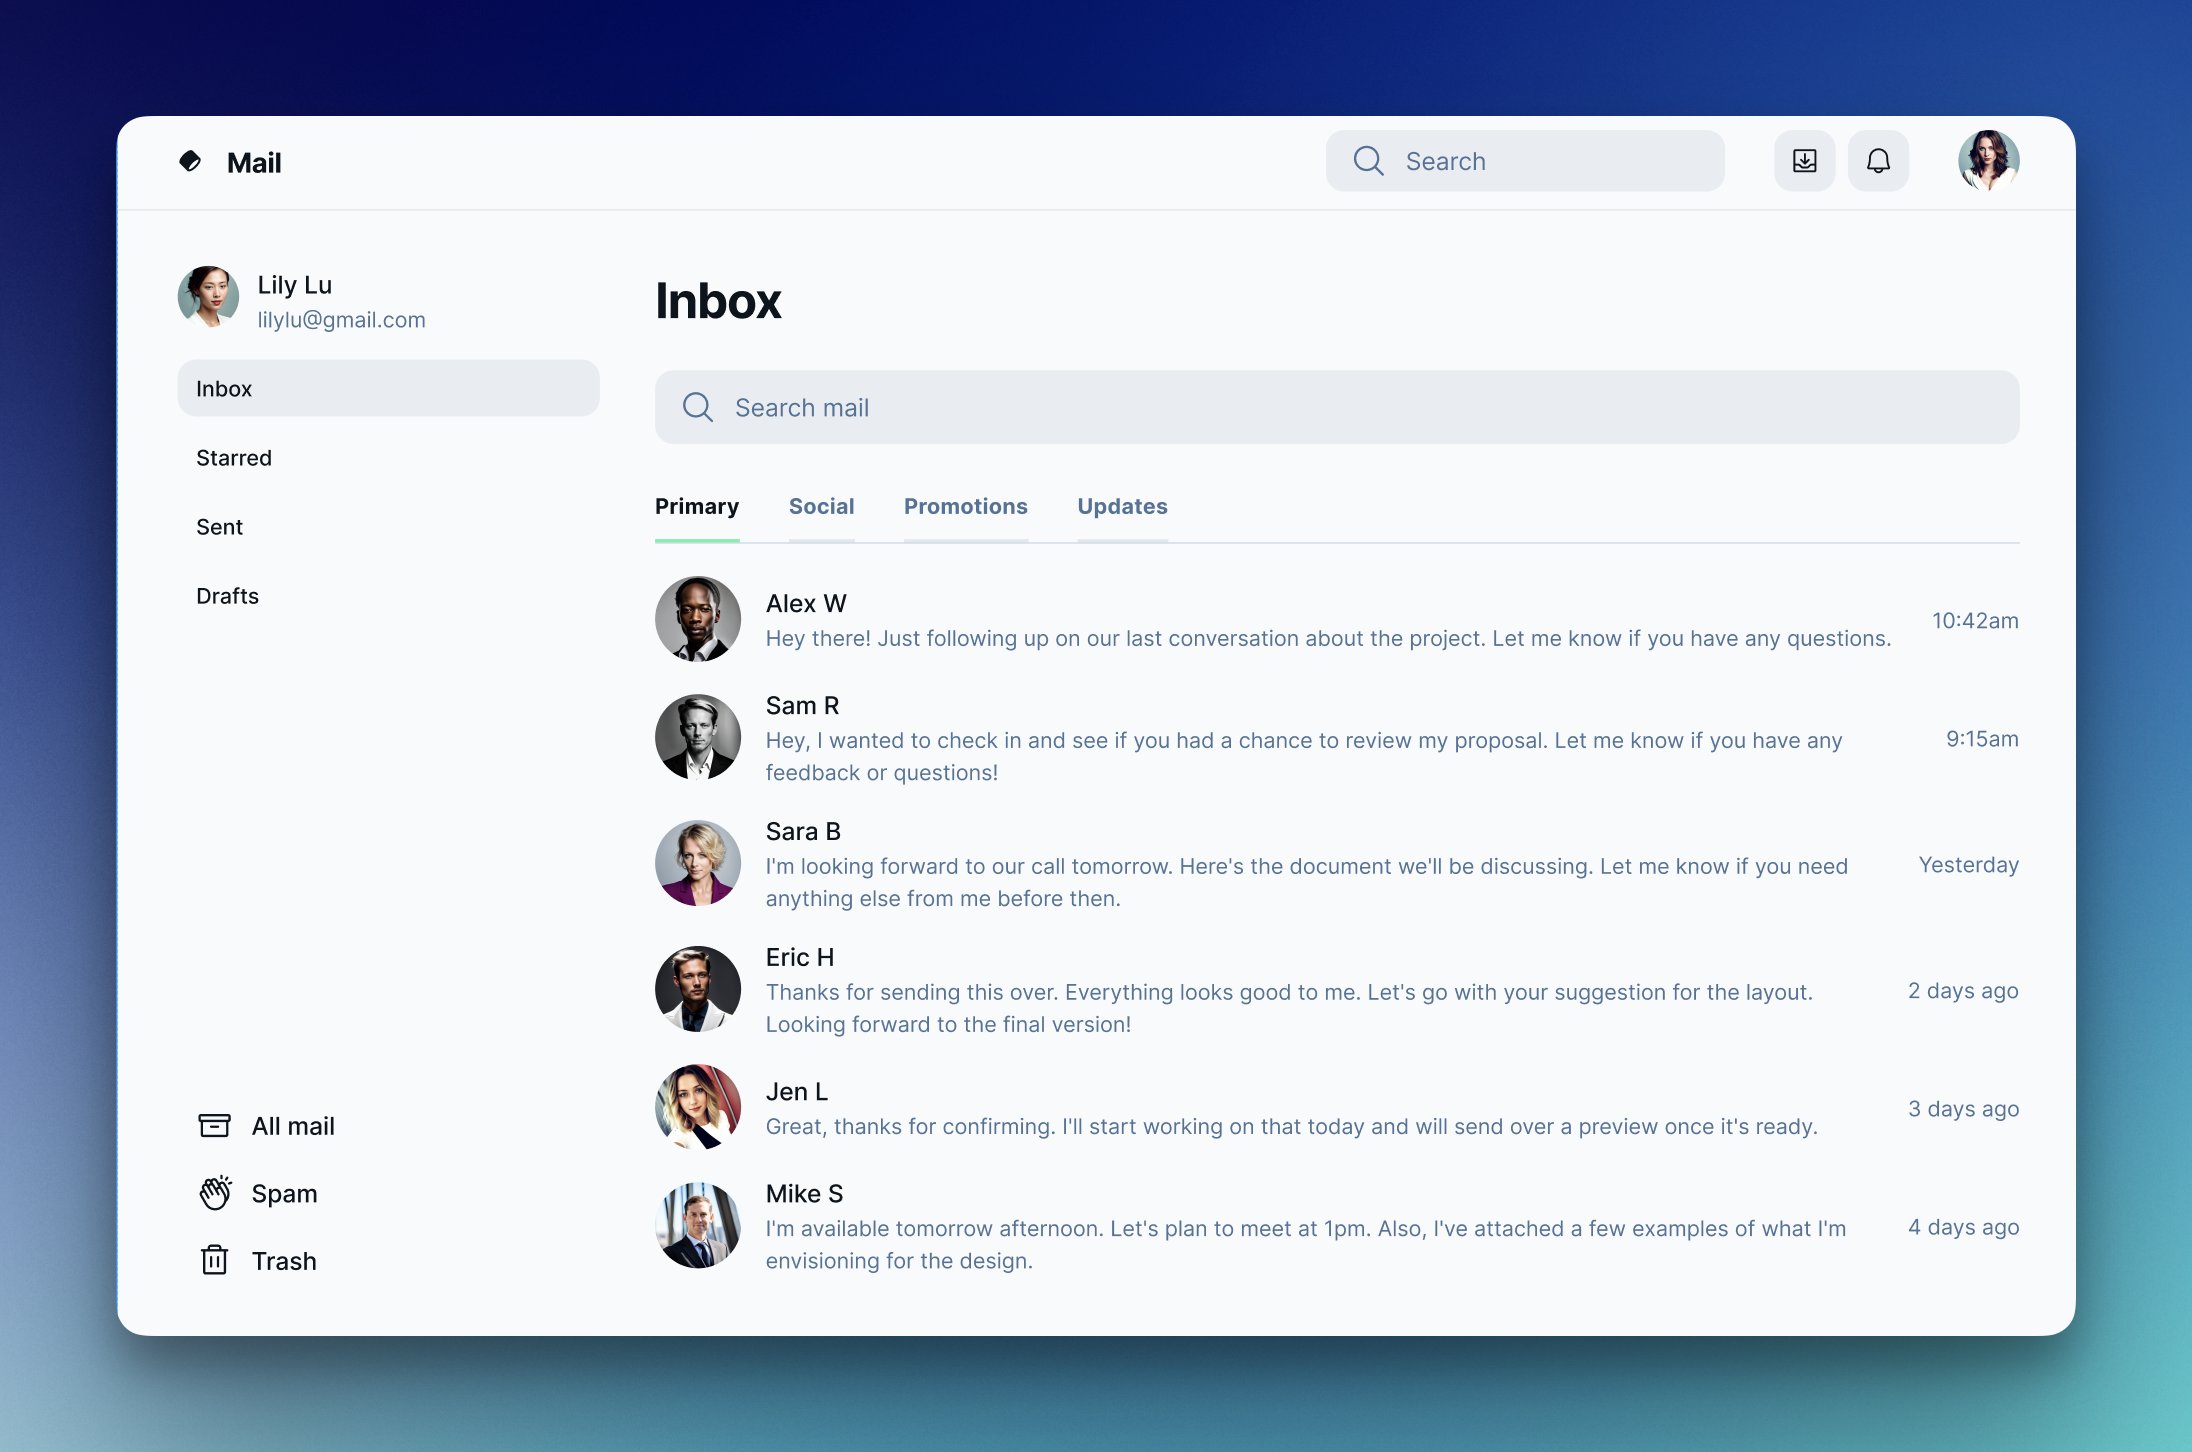 Mail
Search
Lily Lu
lilylu@gmail.com
Inbox
Starred
Sent
Drafts
All mail
Spam
Trash
Inbox
Search mail
Primary Social Promotions Updates
Alex W
Hey there! Just following up on our last conversation about the project. Let me know if you have any questions.
10:42am
Sam R
Hey, I wanted to check in and see if you had a chance to review my proposal. Let me know if you have any
feedback or questions!
9:15am
Sara B
I'm looking forward to our call tomorrow. Here's the document we'll be discussing. Let me know if you need
anything else from me before then.
Yesterday
Eric H
Thanks for sending this over. Everything looks good to me. Let's go with your suggestion for the layout.
Looking forward to the final version!
2 days ago
Jen L
Great, thanks for confirming. I'll start working on that today and will send over a preview once it's ready.
3 days ago
Mike S
I'm available tomorrow afternoon. Let's plan to meet at 1pm. Also, I've attached a few examples of what I'm
envisioning for the design.
4 days ago